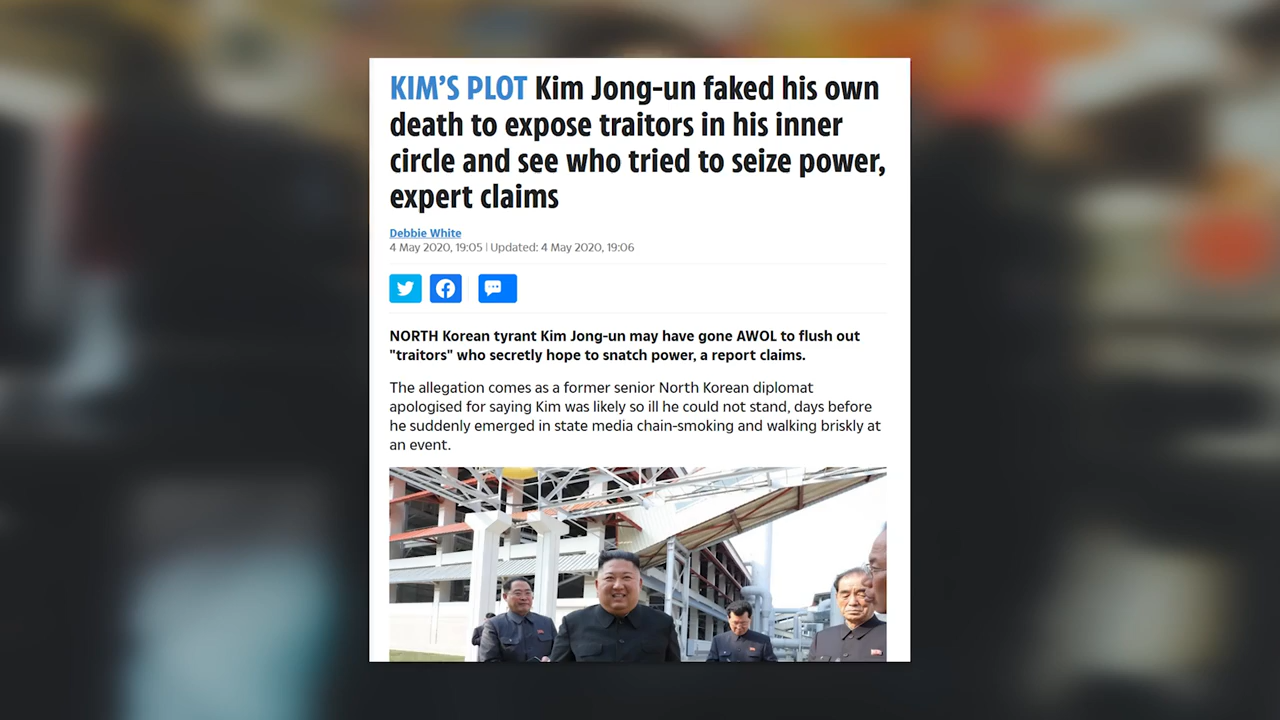 KIM’S PLOT Kim Jong-un faked his own
death to expose traitors in his inner
circle and see who tried to seize power,
expert claims
Debbie White
4 May 2020, 19:05 | Updated: 4 May 2020, 19:06
NORTH Korean tyrant Kim Jong-un may have gone AWOL to flush out
"traitors" who secretly hope to snatch power, a report claims.
The allegation comes as a former senior North Korean diplomat
apologised for saying Kim was likely so ill he could not stand, days before
he suddenly emerged in state media chain-smoking and walking briskly at
an event.